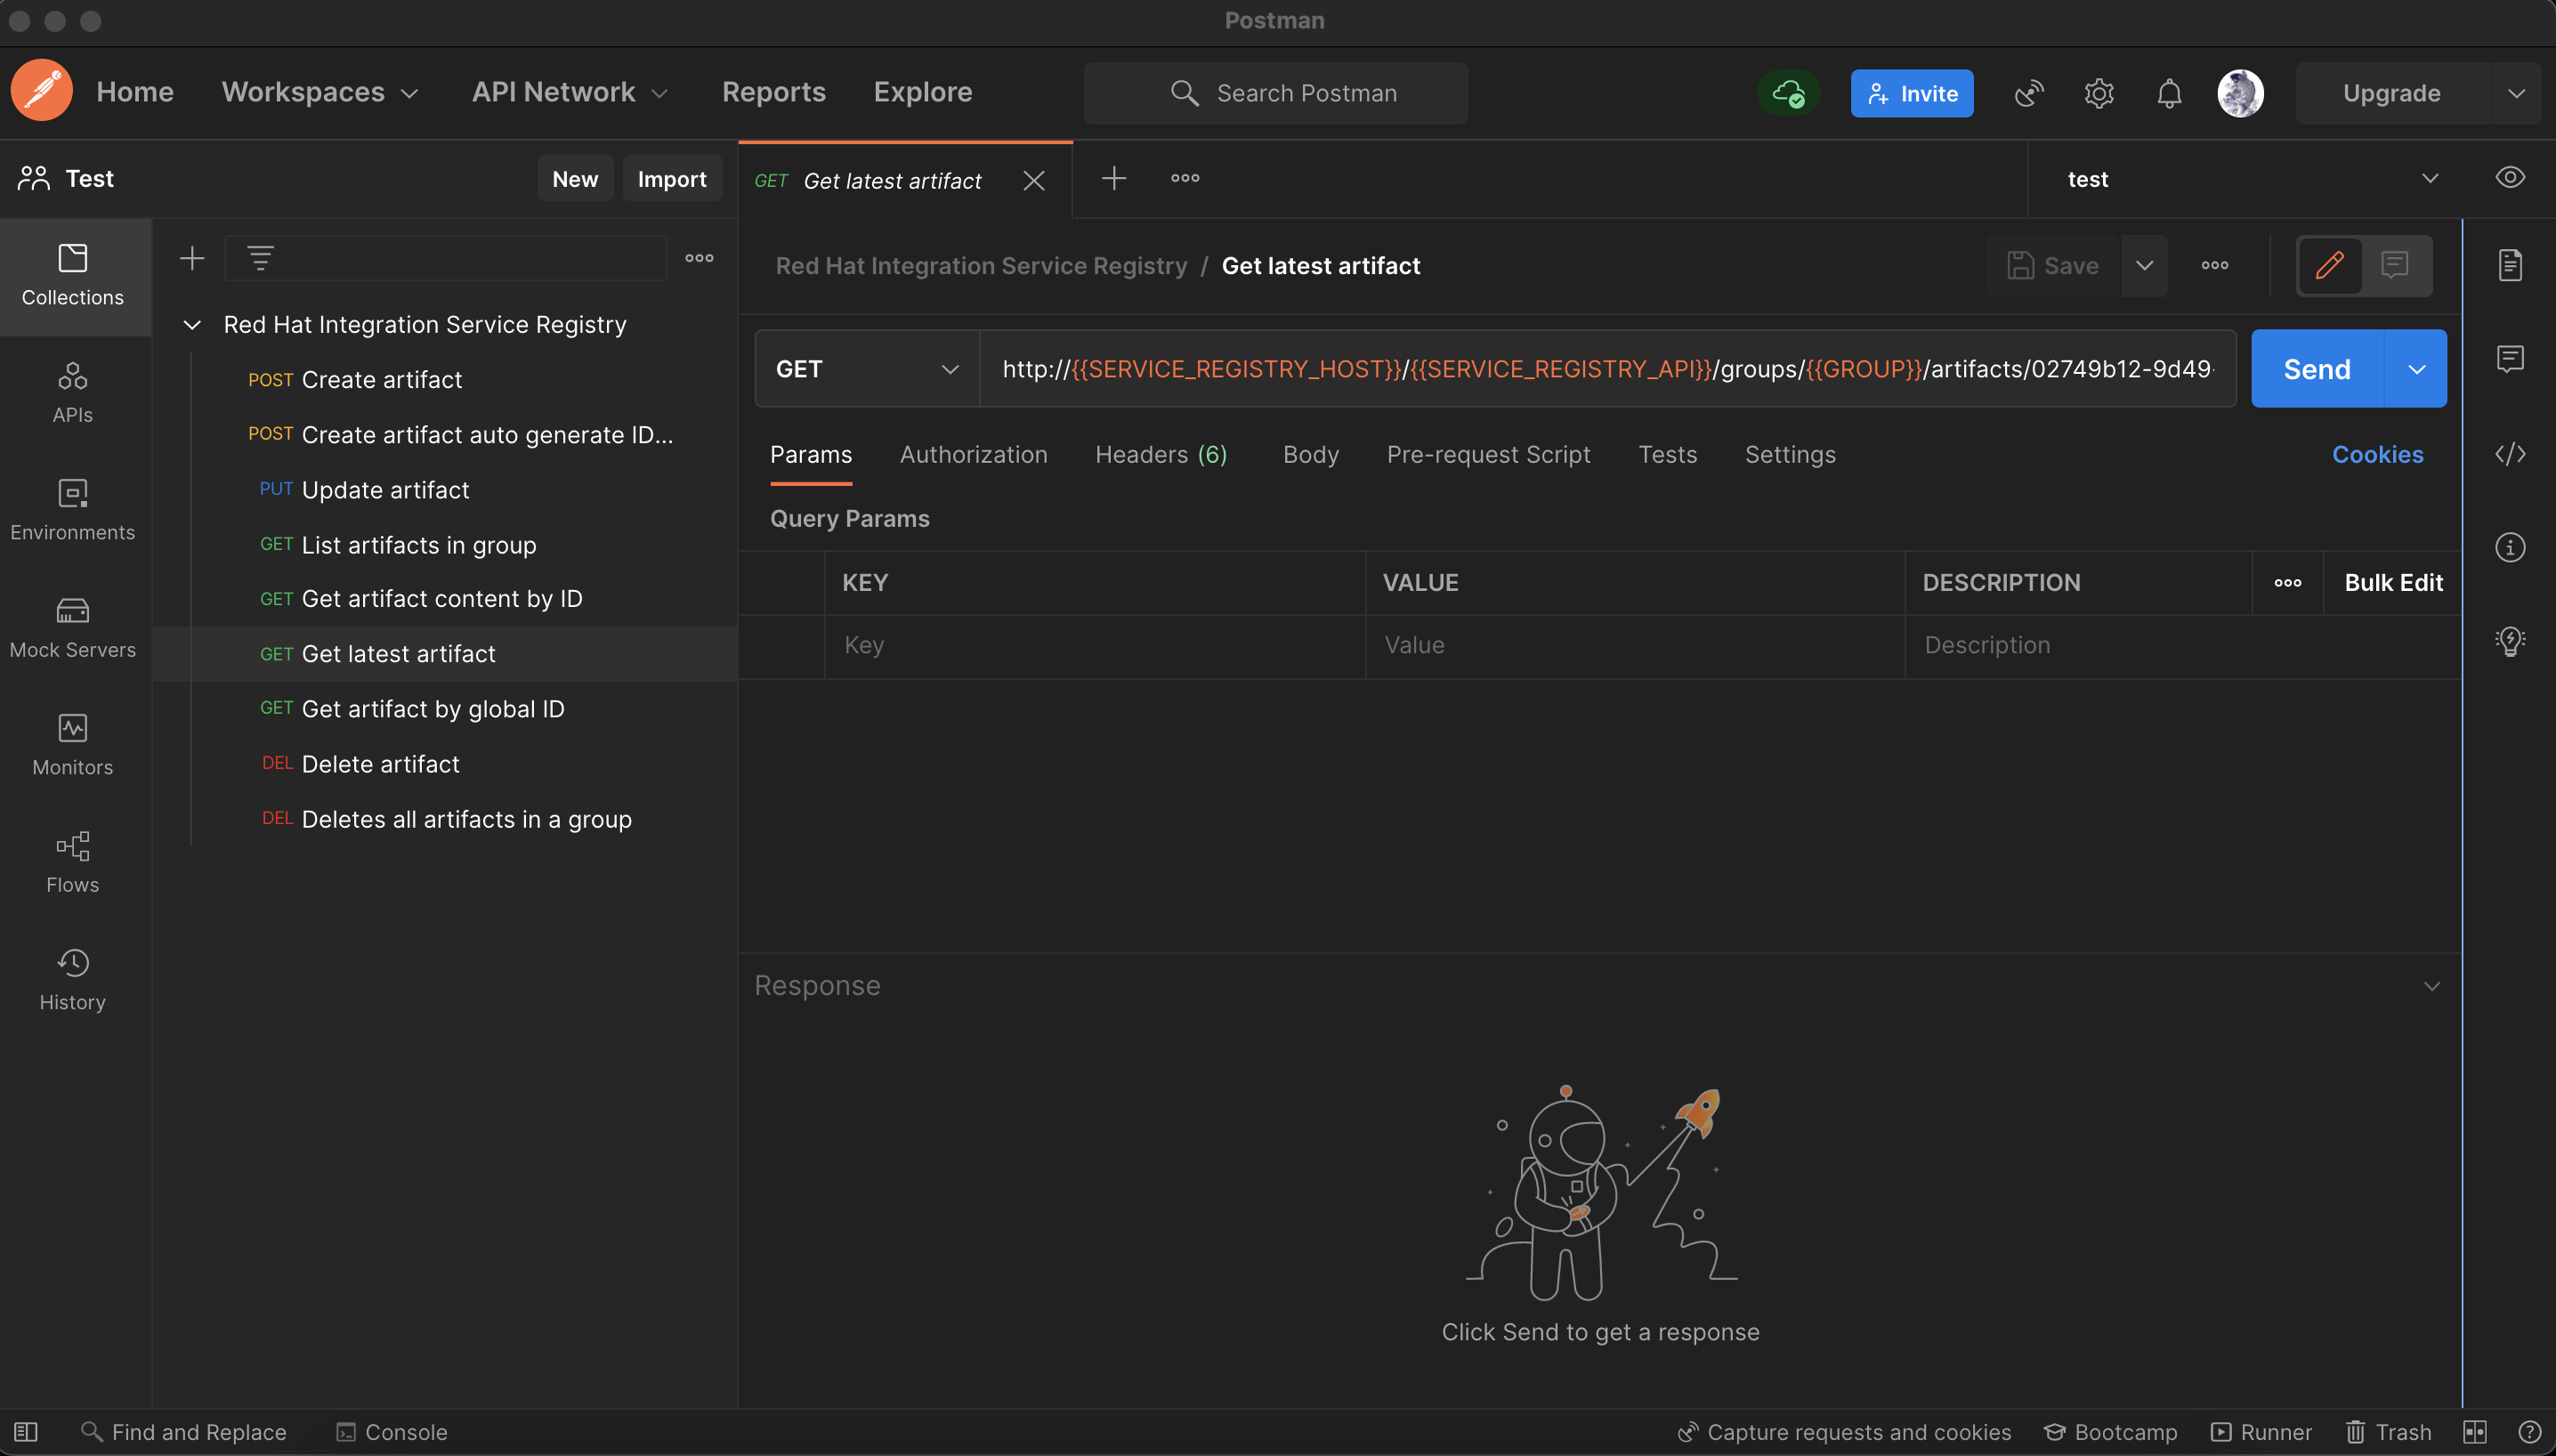 Postman
Home Workspaces API Network Reports Explore Search Postman Invite Upgrade
Test New Import GET Get latest artifact test
Collections
APIs
Environments
Mock Servers
Monitors
Flows
History
Red Hat Integration Service Registry
POST Create artifact
POST Create artifact auto generate ID...
PUT Update artifact
GET List artifacts in group
GET Get artifact content by ID
GET Get latest artifact
GET Get artifact by global ID
DEL Delete artifact
DEL Deletes all artifacts in a group
Red Hat Integration Service Registry / Get latest artifact Save
GET http://{{SERVICE_REGISTRY_HOST}}/{{SERVICE_REGISTRY_API}}/groups/{{GROUP}}/artifacts/02749b12-9d49- Send
Params Authorization Headers (6) Body Pre-request Script Tests Settings Cookies
Query Params
KEY VALUE DESCRIPTION Bulk Edit
Key Value Description
Response
Click Send to get a response
Find and Replace Console Capture requests and cookies Bootcamp Runner Trash